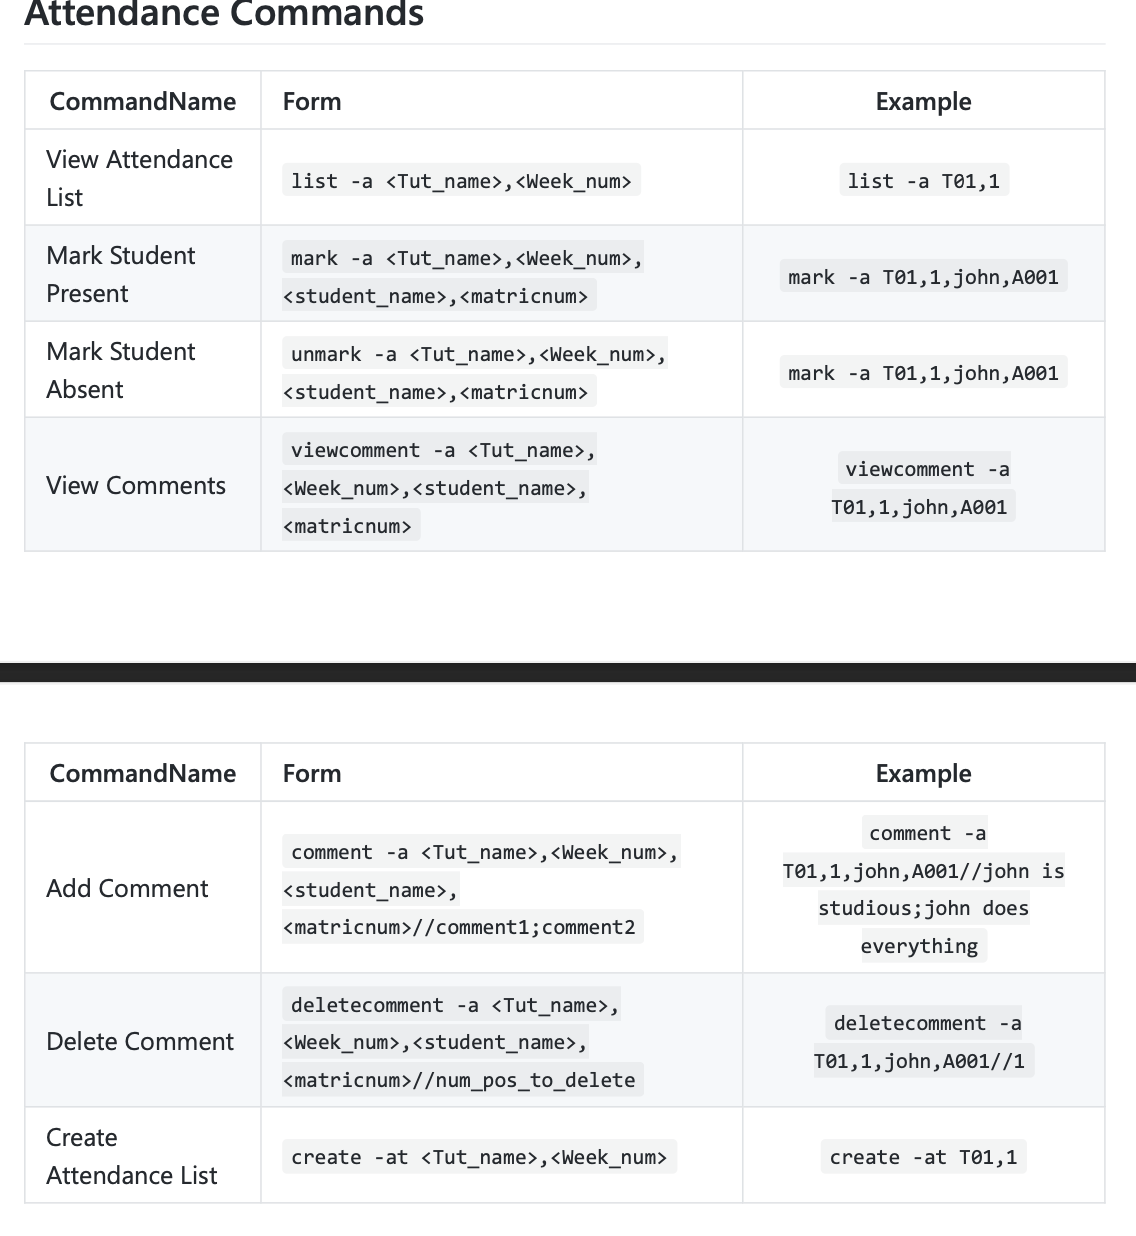 Attendance Commands
CommandName
Form
Example
View Attendance
List
list -a <Tut_name>,<Week_num>
list -a T01,1
Mark Student
Present
mark -a <Tut_name>,<Week_num>,
<student_name>,<matricnum>
mark -a T01,1,john,A001
Mark Student
Absent
unmark -a <Tut_name>,<Week_num>,
<student_name>,<matricnum>
mark -a T01,1,john,A001
View Comments
viewcomment -a <Tut_name>,
<Week_num>,<student_name>,
<matricnum>
viewcomment -a
T01,1,john,A001
CommandName
Form
Example
Add Comment
comment -a <Tut_name>,<Week_num>,
<student_name>,
<matricnum>//comment1;comment2
comment -a
T01,1,john,A001//john is
studious;john does
everything
Delete Comment
deletecomment -a <Tut_name>,
<Week_num>,<student_name>,
<matricnum>//num_pos_to_delete
deletecomment -a
T01,1,john,A001//1
Create
Attendance List
create -at <Tut_name>,<Week_num>
create -at T01,1